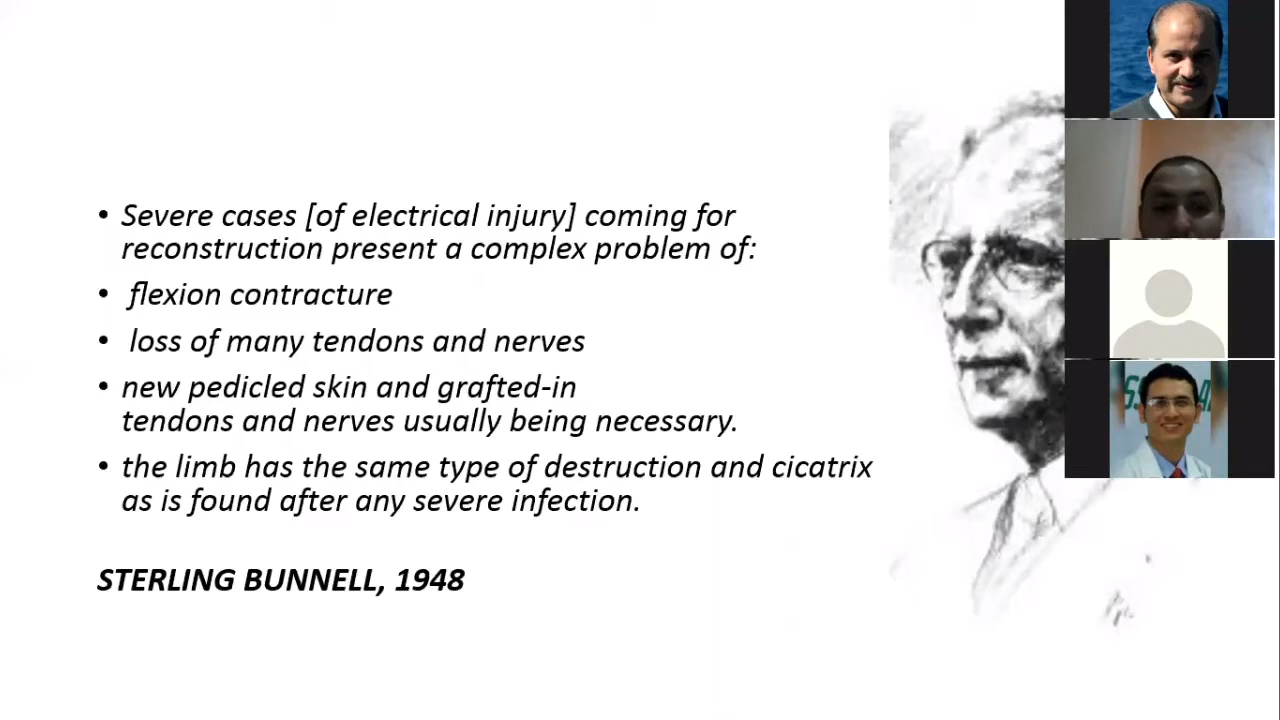 • Severe cases [of electrical injury] coming for
reconstruction present a complex problem of:
• flexion contracture
• loss of many tendons and nerves
• new pedicled skin and grafted-in
tendons and nerves usually being necessary.
• the limb has the same type of destruction and cicatrix
as is found after any severe infection.
STERLING BUNNELL, 1948